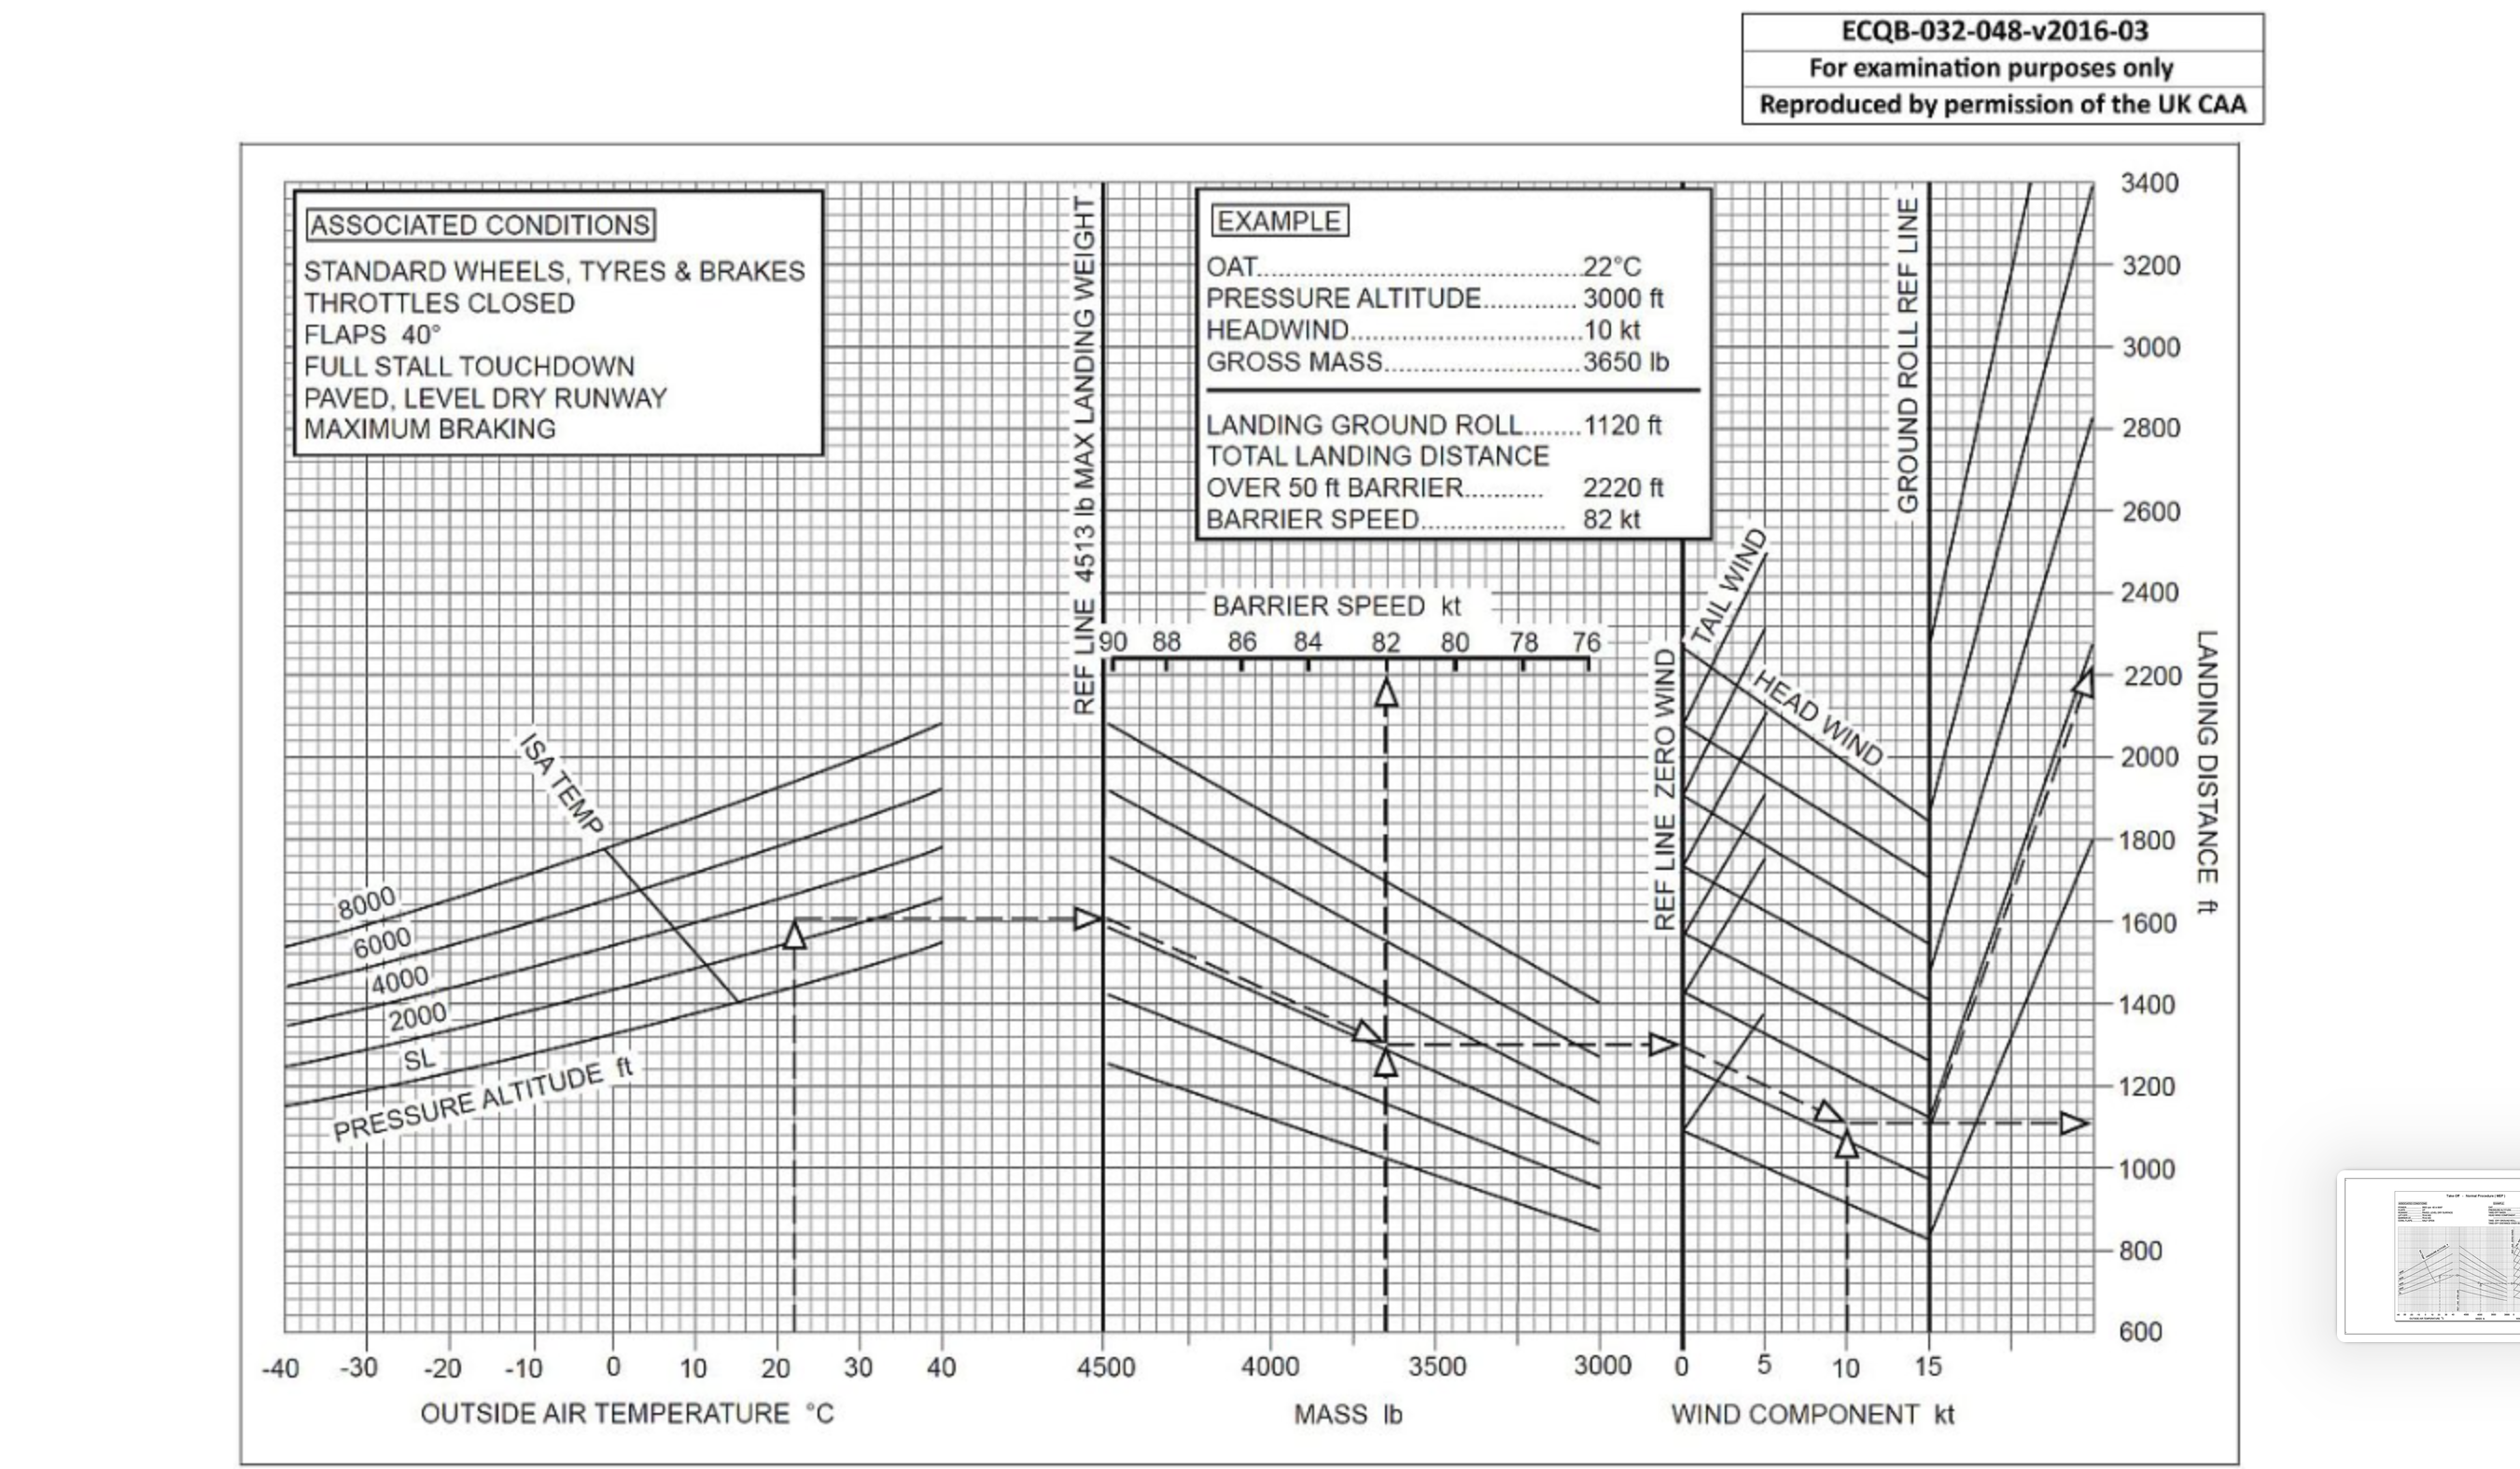 ECQB-032-048-v2016-03
For examination purposes only
Reproduced by permission of the UK CAA
ASSOCIATED CONDITIONS
STANDARD WHEELS, TYRES & BRAKES
THROTTLES CLOSED
FLAPS 40°
FULL STALL TOUCHDOWN
PAVED, LEVEL DRY RUNWAY
MAXIMUM BRAKING
REF LINE 4513 lb MAX LANDING WEIGHT
EXAMPLE
OAT.......................................... 22°C
PRESSURE ALTITUDE............. 3000 ft
HEADWIND............................... 10 kt
GROSS MASS.......................... 3650 lb
LANDING GROUND ROLL........ 1120 ft
TOTAL LANDING DISTANCE
OVER 50 ft BARRIER........... 2220 ft
BARRIER SPEED.................... 82 kt
GROUND ROLL REF LINE
3400
3200
3000
2800
2600
2400
2200
2000
1800
1600
1400
1200
1000
800
600
LANDING DISTANCE ft
TAIL WIND
HEAD WIND
BARRIER SPEED kt
90 88 86 84 82 80 78 76
REF LINE ZERO WIND
ISA TEMP
8000
6000
4000
2000
SL
PRESSURE ALTITUDE ft
-40 -30 -20 -10 0 10 20 30 40 4500 4000 3500 3000 0 5 10 15
OUTSIDE AIR TEMPERATURE °C
MASS lb
WIND COMPONENT kt